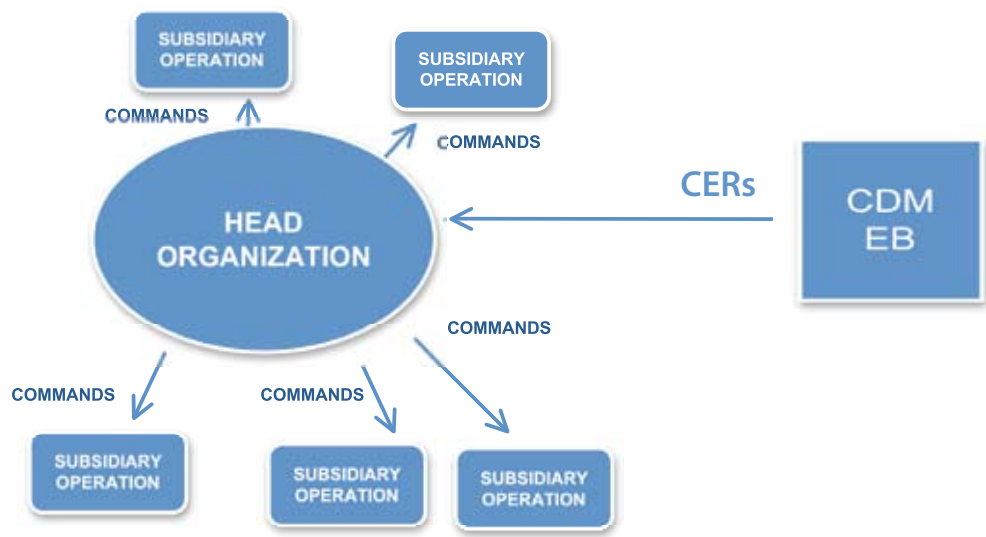 SUBSIDIARY
OPERATION
SUBSIDIARY
OPERATION
COMMANDS
COMMANDS
CERs
CDM
EB
HEAD
ORGANIZATION
COMMANDS
COMMANDS
COMMANDS
SUBSIDIARY
OPERATION
SUBSIDIARY
OPERATION
SUBSIDIARY
OPERATION